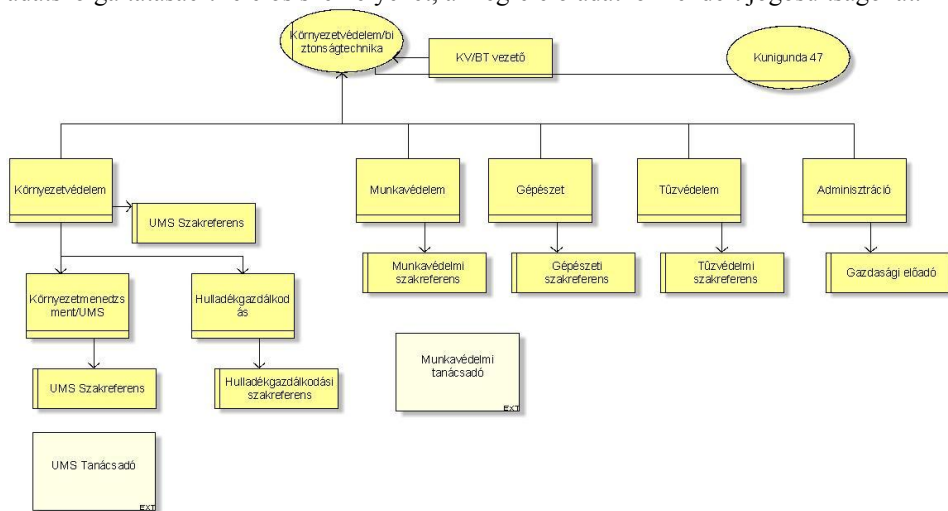 Környezetvédelem/bi
ztonságtechnika
KV/BT vezető
Kunigunda 47
Környezetvédelem
Munkavédelem
Gépészet
Tűzvédelem
Adminisztráció
UMS Szakreferens
Munkavédelmi
szakreferens
Gépészeti
szakreferens
Tűzvédelmi
szakreferens
Gazdasági előadó
Környezetmenedzs
ment/UMS
Hulladékgazdálkod
ás
Munkavédelmi
tanácsadó
EXT
UMS Szakreferens
Hulladékgazdálkodási
szakreferens
UMS Tanácsadó
EXT